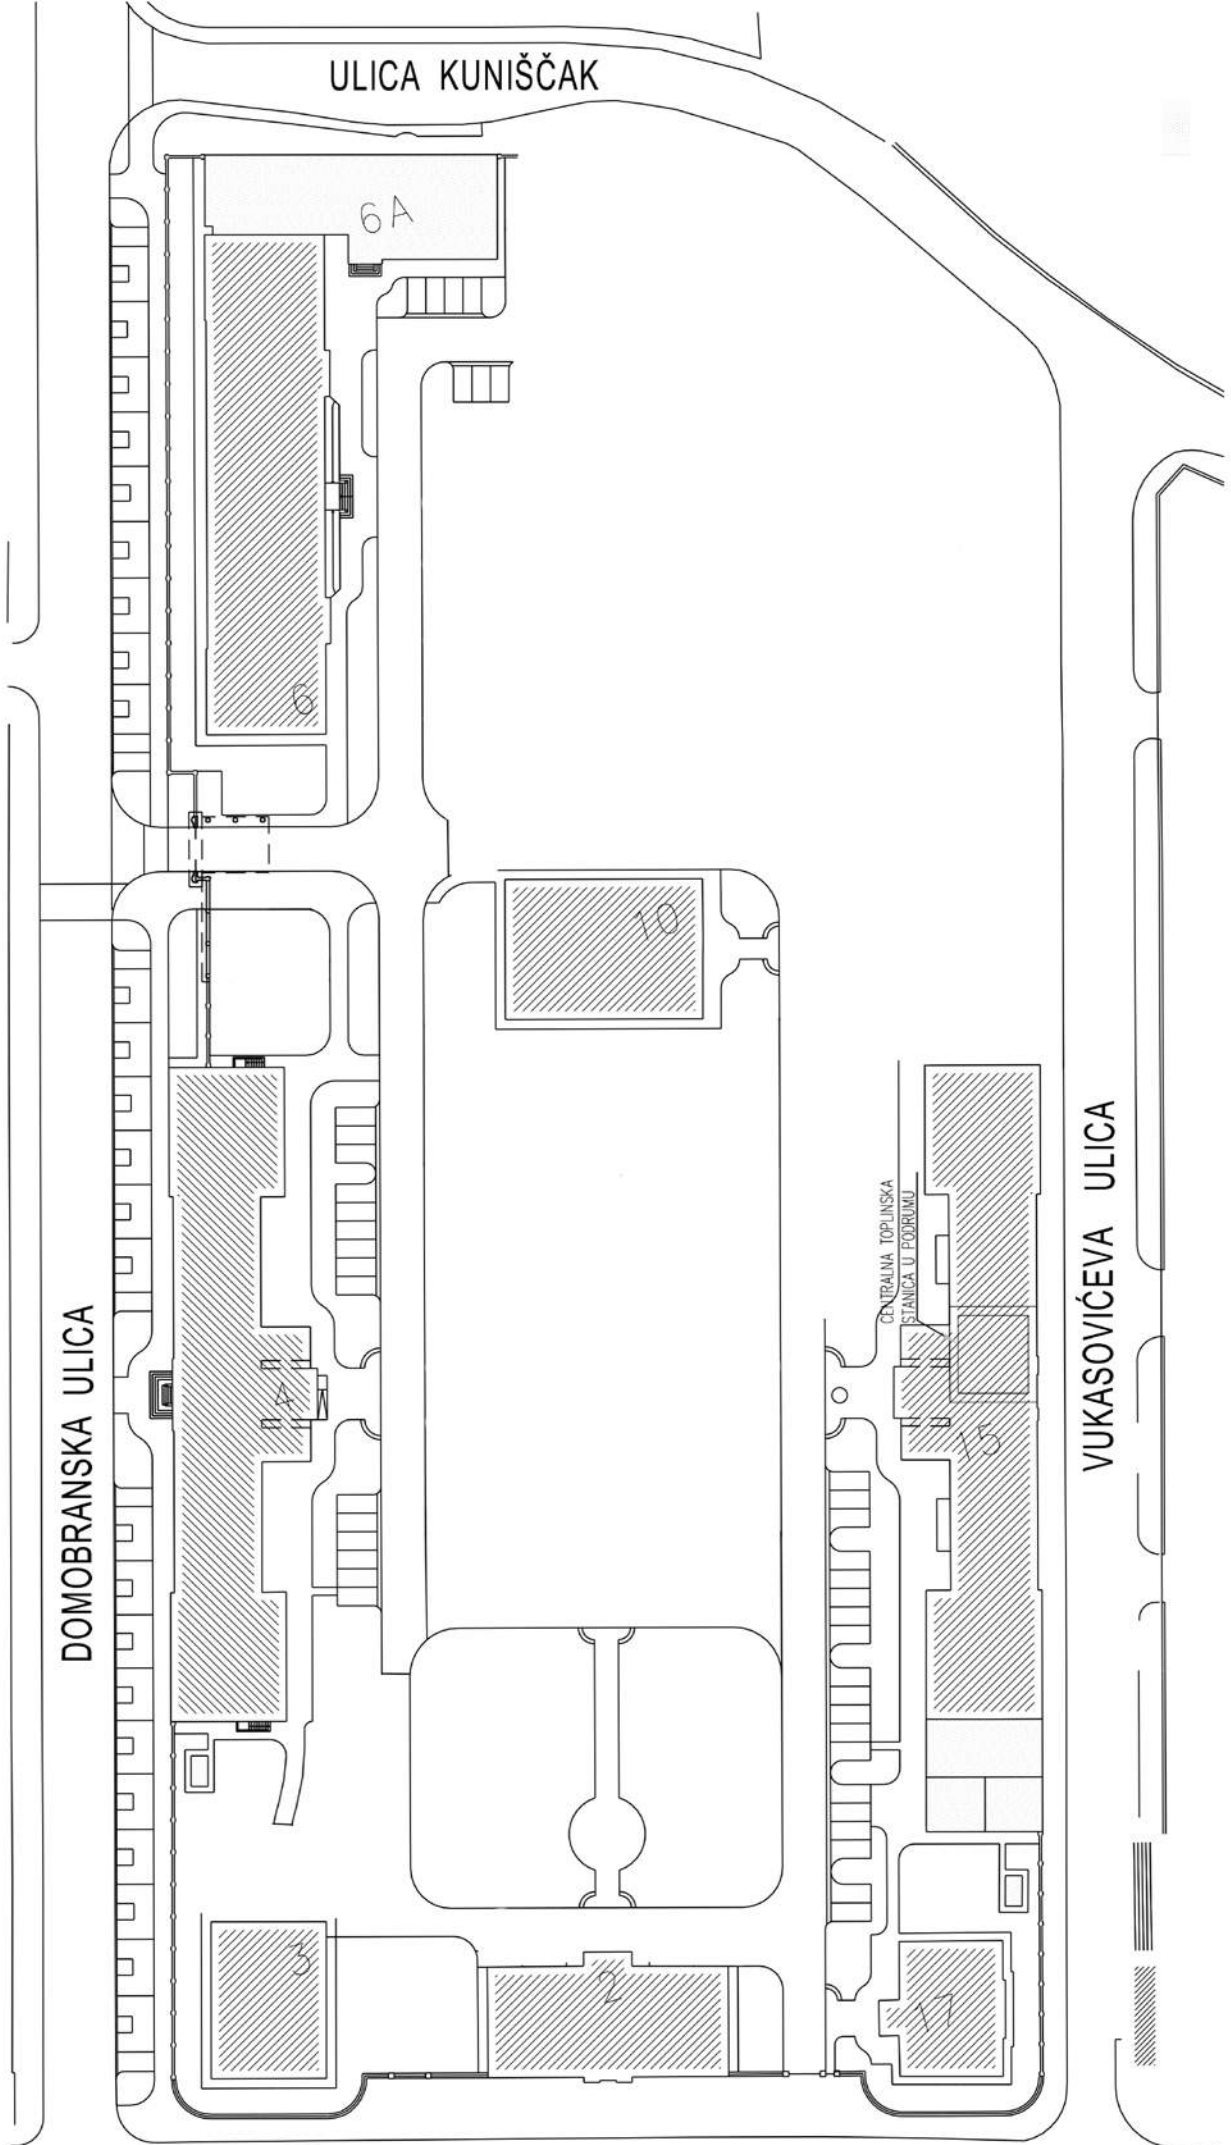 ULICA KUNIŠČAK
6A
6
10
CENTRALNA TOPLINSKA
STANICA U PODRUMU
VUKASOVIĆEVA ULICA
DOMOBRANSKA ULICA
4
15
3
2
17